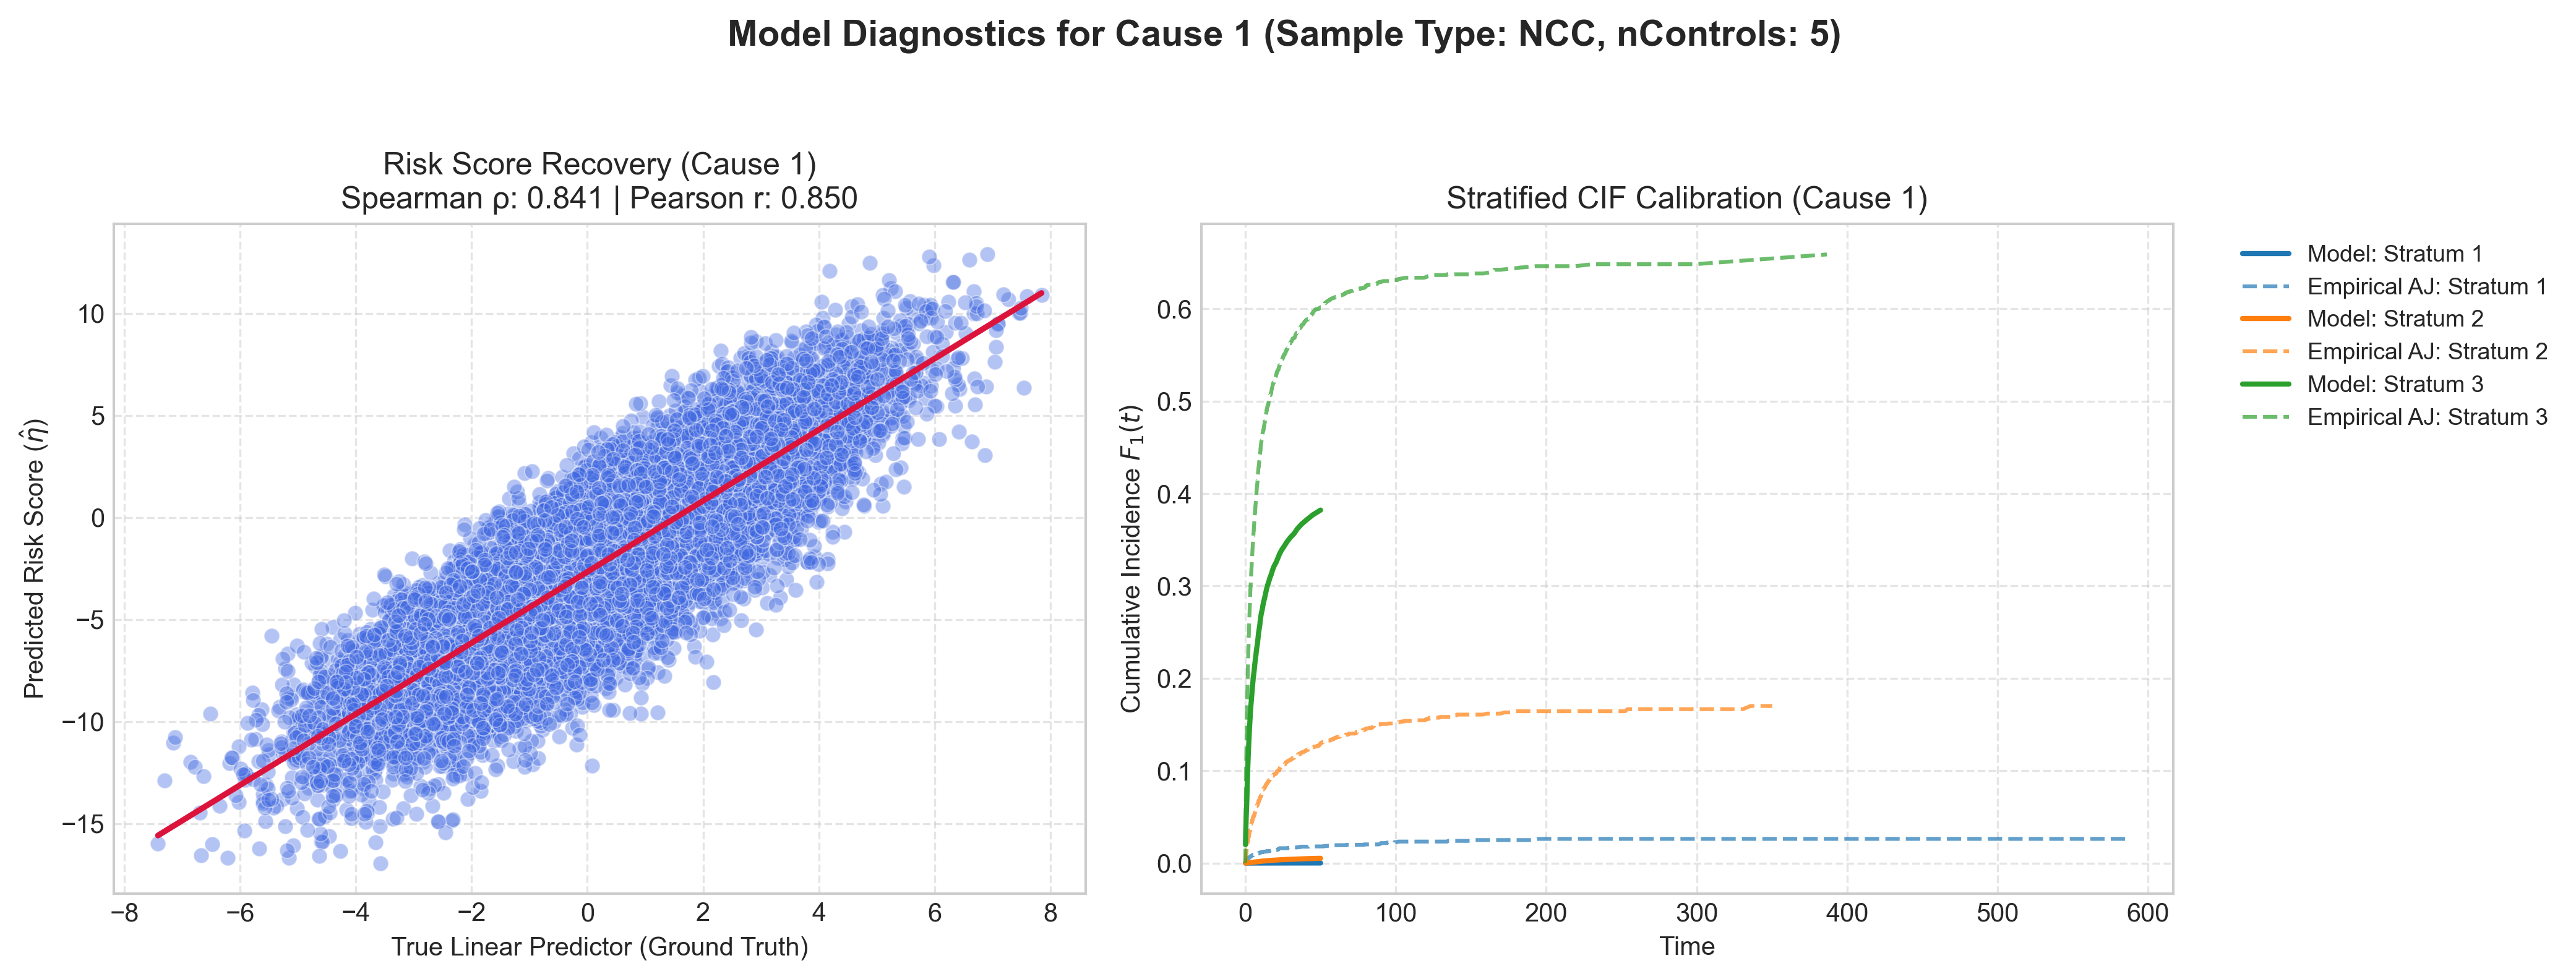 Model Diagnostics for Cause 1 (Sample Type: NCC, nControls: 5)
Risk Score Recovery (Cause 1)
Spearman ρ: 0.841 | Pearson r: 0.850
10
5
0
−5
−10
−15
Predicted Risk Score (η̂)
−8 −6 −4 −2 0 2 4 6 8
True Linear Predictor (Ground Truth)
Stratified CIF Calibration (Cause 1)
0.6
0.5
0.4
0.3
0.2
0.1
0.0
Cumulative Incidence F₁(t)
0 100 200 300 400 500 600
Time
Model: Stratum 1
Empirical AJ: Stratum 1
Model: Stratum 2
Empirical AJ: Stratum 2
Model: Stratum 3
Empirical AJ: Stratum 3